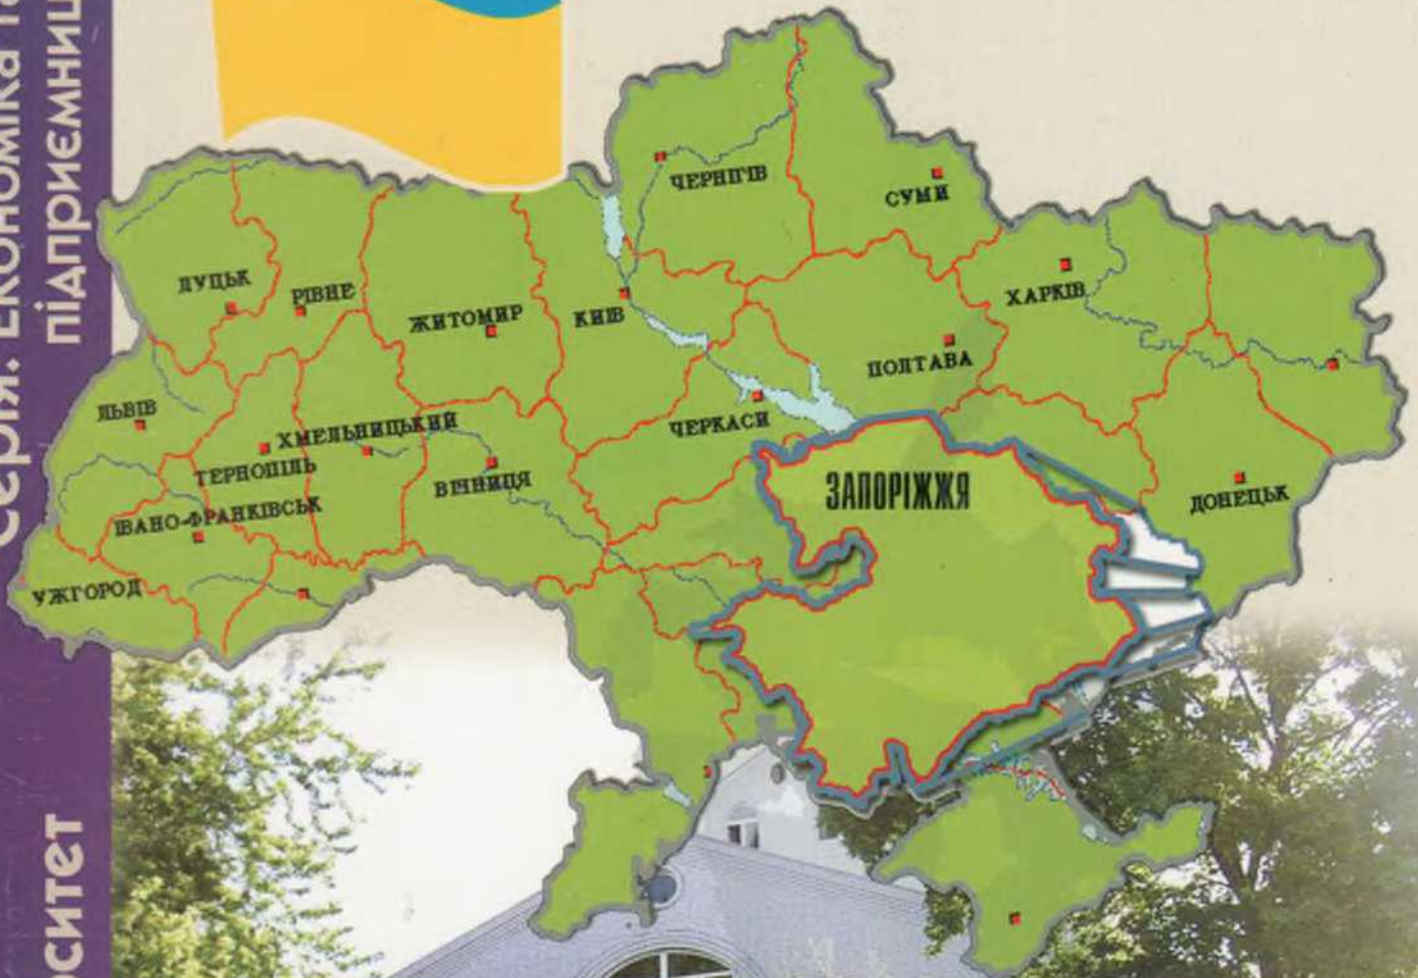 Серія: Економіка та
підприємниц
ситет
ЧЕРНІГІВ
СУМИ
ЛУЦЬК
РІВНЕ
ЖИТОМИР
КИЇВ
ХАРКІВ
ПОЛТАВА
ЛЬВІВ
ХМЕЛЬНИЦЬКИЙ
ЧЕРКАСИ
ТЕРНОПІЛЬ
ВІННИЦЯ
ЗАПОРІЖЖЯ
ДОНЕЦЬК
ІВАНО-ФРАНКІВСЬК
УЖГОРОД